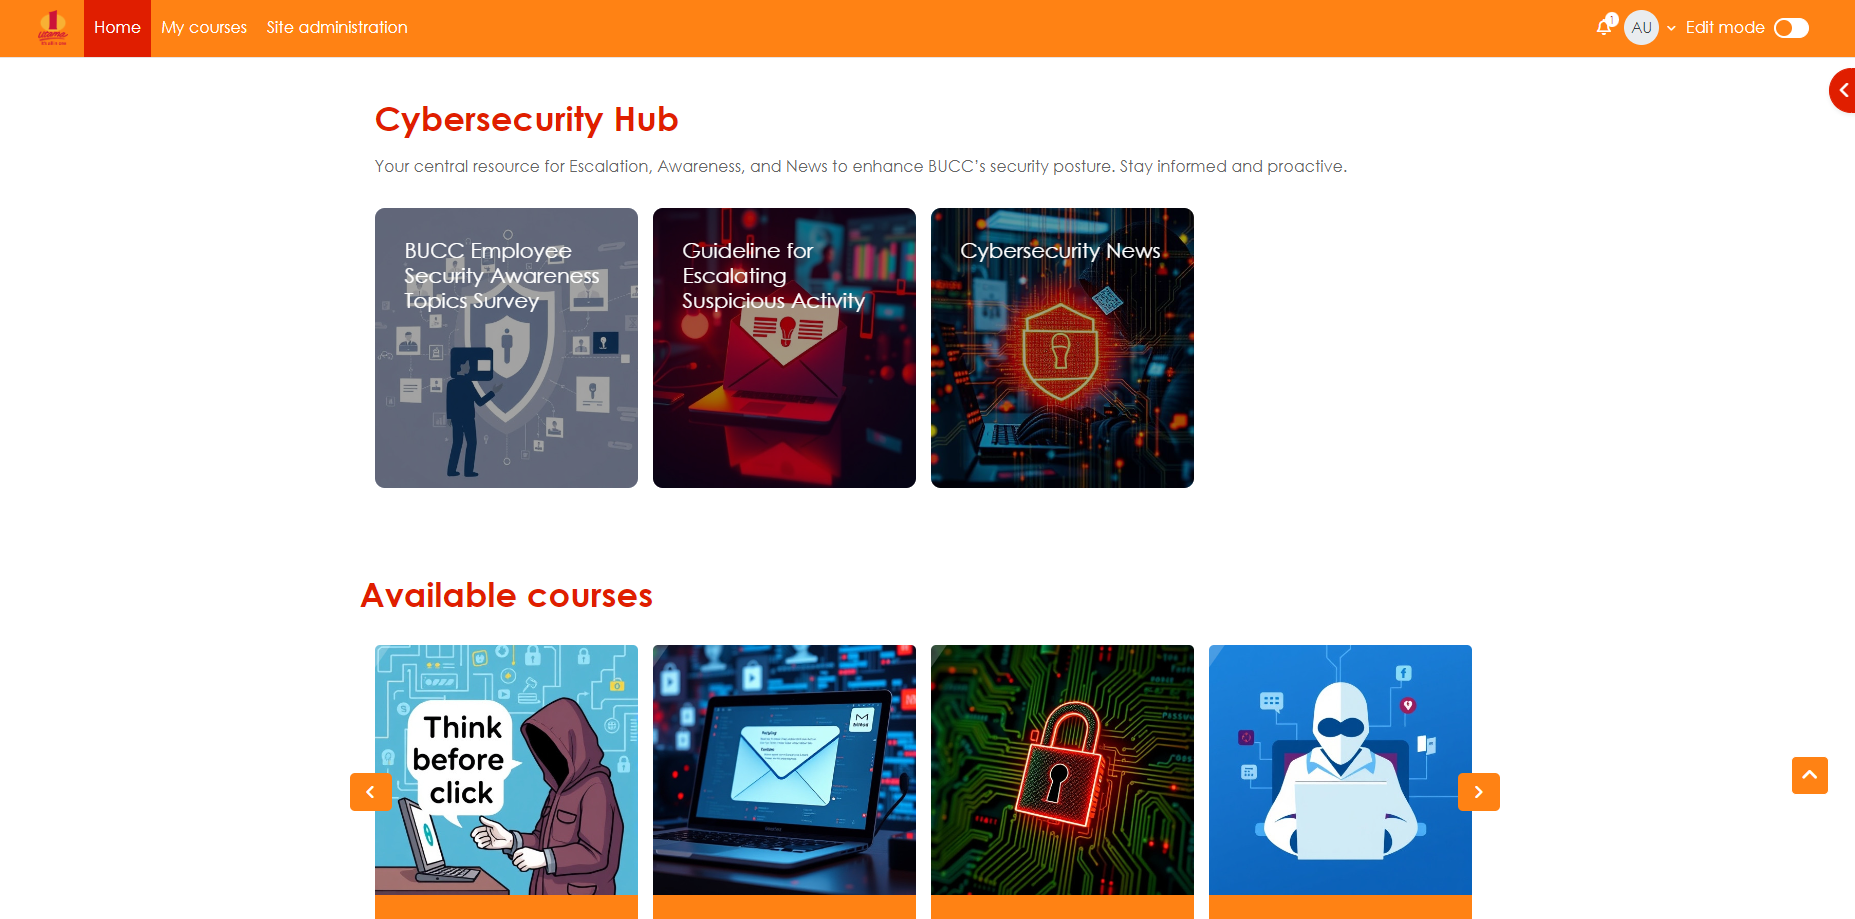 utama
Home
My courses
Site administration
1
AU
Edit mode
Cybersecurity Hub
Your central resource for Escalation, Awareness, and News to enhance BUCC’s security posture. Stay informed and proactive.
BUCC Employee
Security Awareness
Topics Survey
Guideline for
Escalating
Suspicious Activity
Cybersecurity News
Available courses
Think
before
click